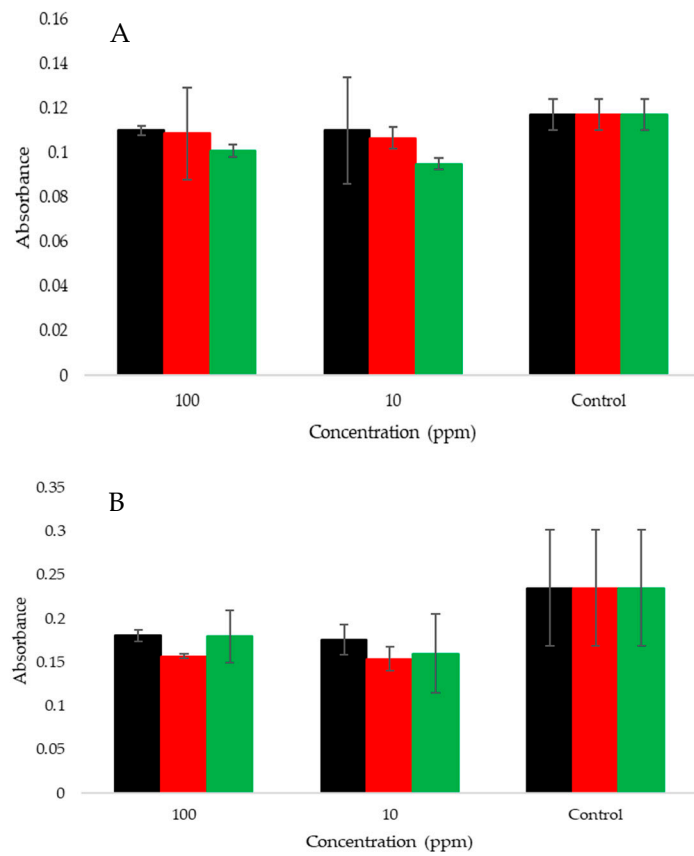 A
0.16
0.14
0.12
0.1
0.08
0.06
0.04
0.02
0
Absorbance
100 10 Control
Concentration (ppm)
B
0.35
0.3
0.25
0.2
0.15
0.1
0.05
0
Absorbance
100 10 Control
Concentration (ppm)